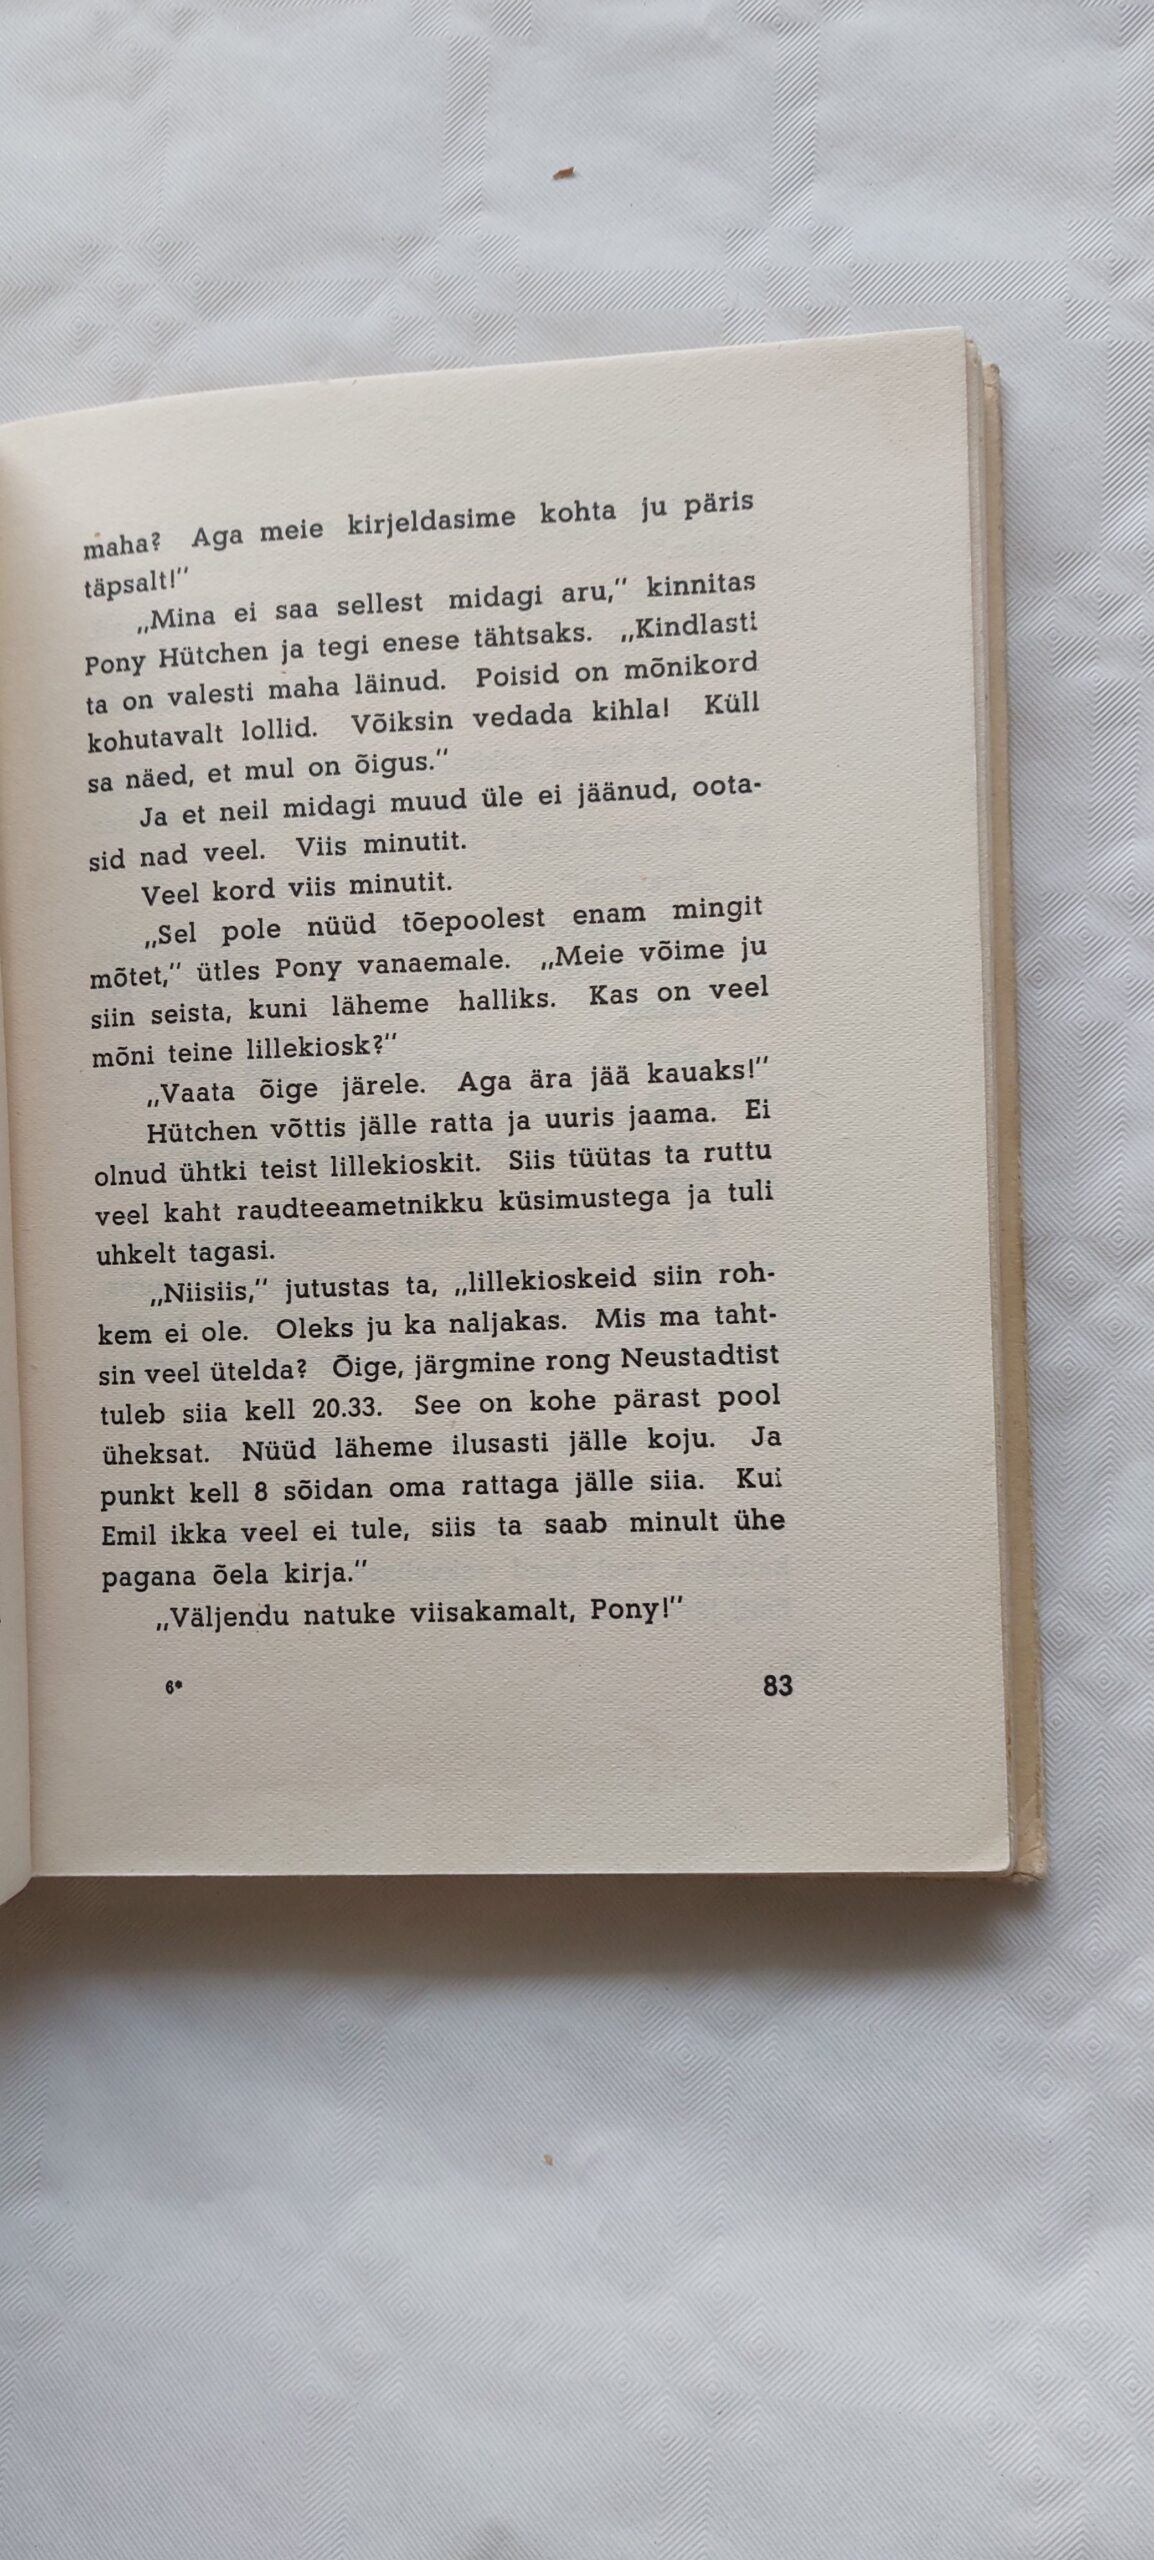 maha? Aga meie kirjeldasime kohta ju päris
täpsalt!”
„Mina ei saa sellest midagi aru,” kinnitas
Pony Hütchen ja tegi enese tähtsaks. „Kindlasti
ta on valesti maha läinud. Poisid on mõnikord
kohutavalt lollid. Võiksin vedada kihla! Küll
sa näed, et mul on õigus.”
Ja et neil midagi muud üle ei jäänud, oota-
sid nad veel. Viis minutit.
Veel kord viis minutit.
„Sel pole nüüd tõepoolest enam mingit
mõtet,” ütles Pony vanaemale. „Meie võime ju
siin seista, kuni läheme halliks. Kas on veel
mõni teine lillekiosk?”
„Vaata õige järele. Aga ära jää kauaks!”
Hütchen võttis jälle ratta ja uuris jaama. Ei
olnud ühtki teist lillekioskit. Siis tüütas ta ruttu
veel kaht raudteeametnikku küsimustega ja tuli
uhkelt tagasi.
„Niisiis,” jutustas ta, „lillekioskeid siin roh-
kem ei ole. Oleks ju ka naljakas. Mis ma taht-
sin veel ütelda? Õige, järgmine rong Neustadtist
tuleb siia kell 20.33. See on kohe pärast pool
üheksat. Nüüd läheme ilusasti jälle koju. Ja
punkt kell 8 sõidan oma rattaga jälle siia. Kui
Emil ikka veel ei tule, siis ta saab minult ühe
pagana õela kirja.”
„Väljendu natuke viisakamalt, Pony!”
6*
83